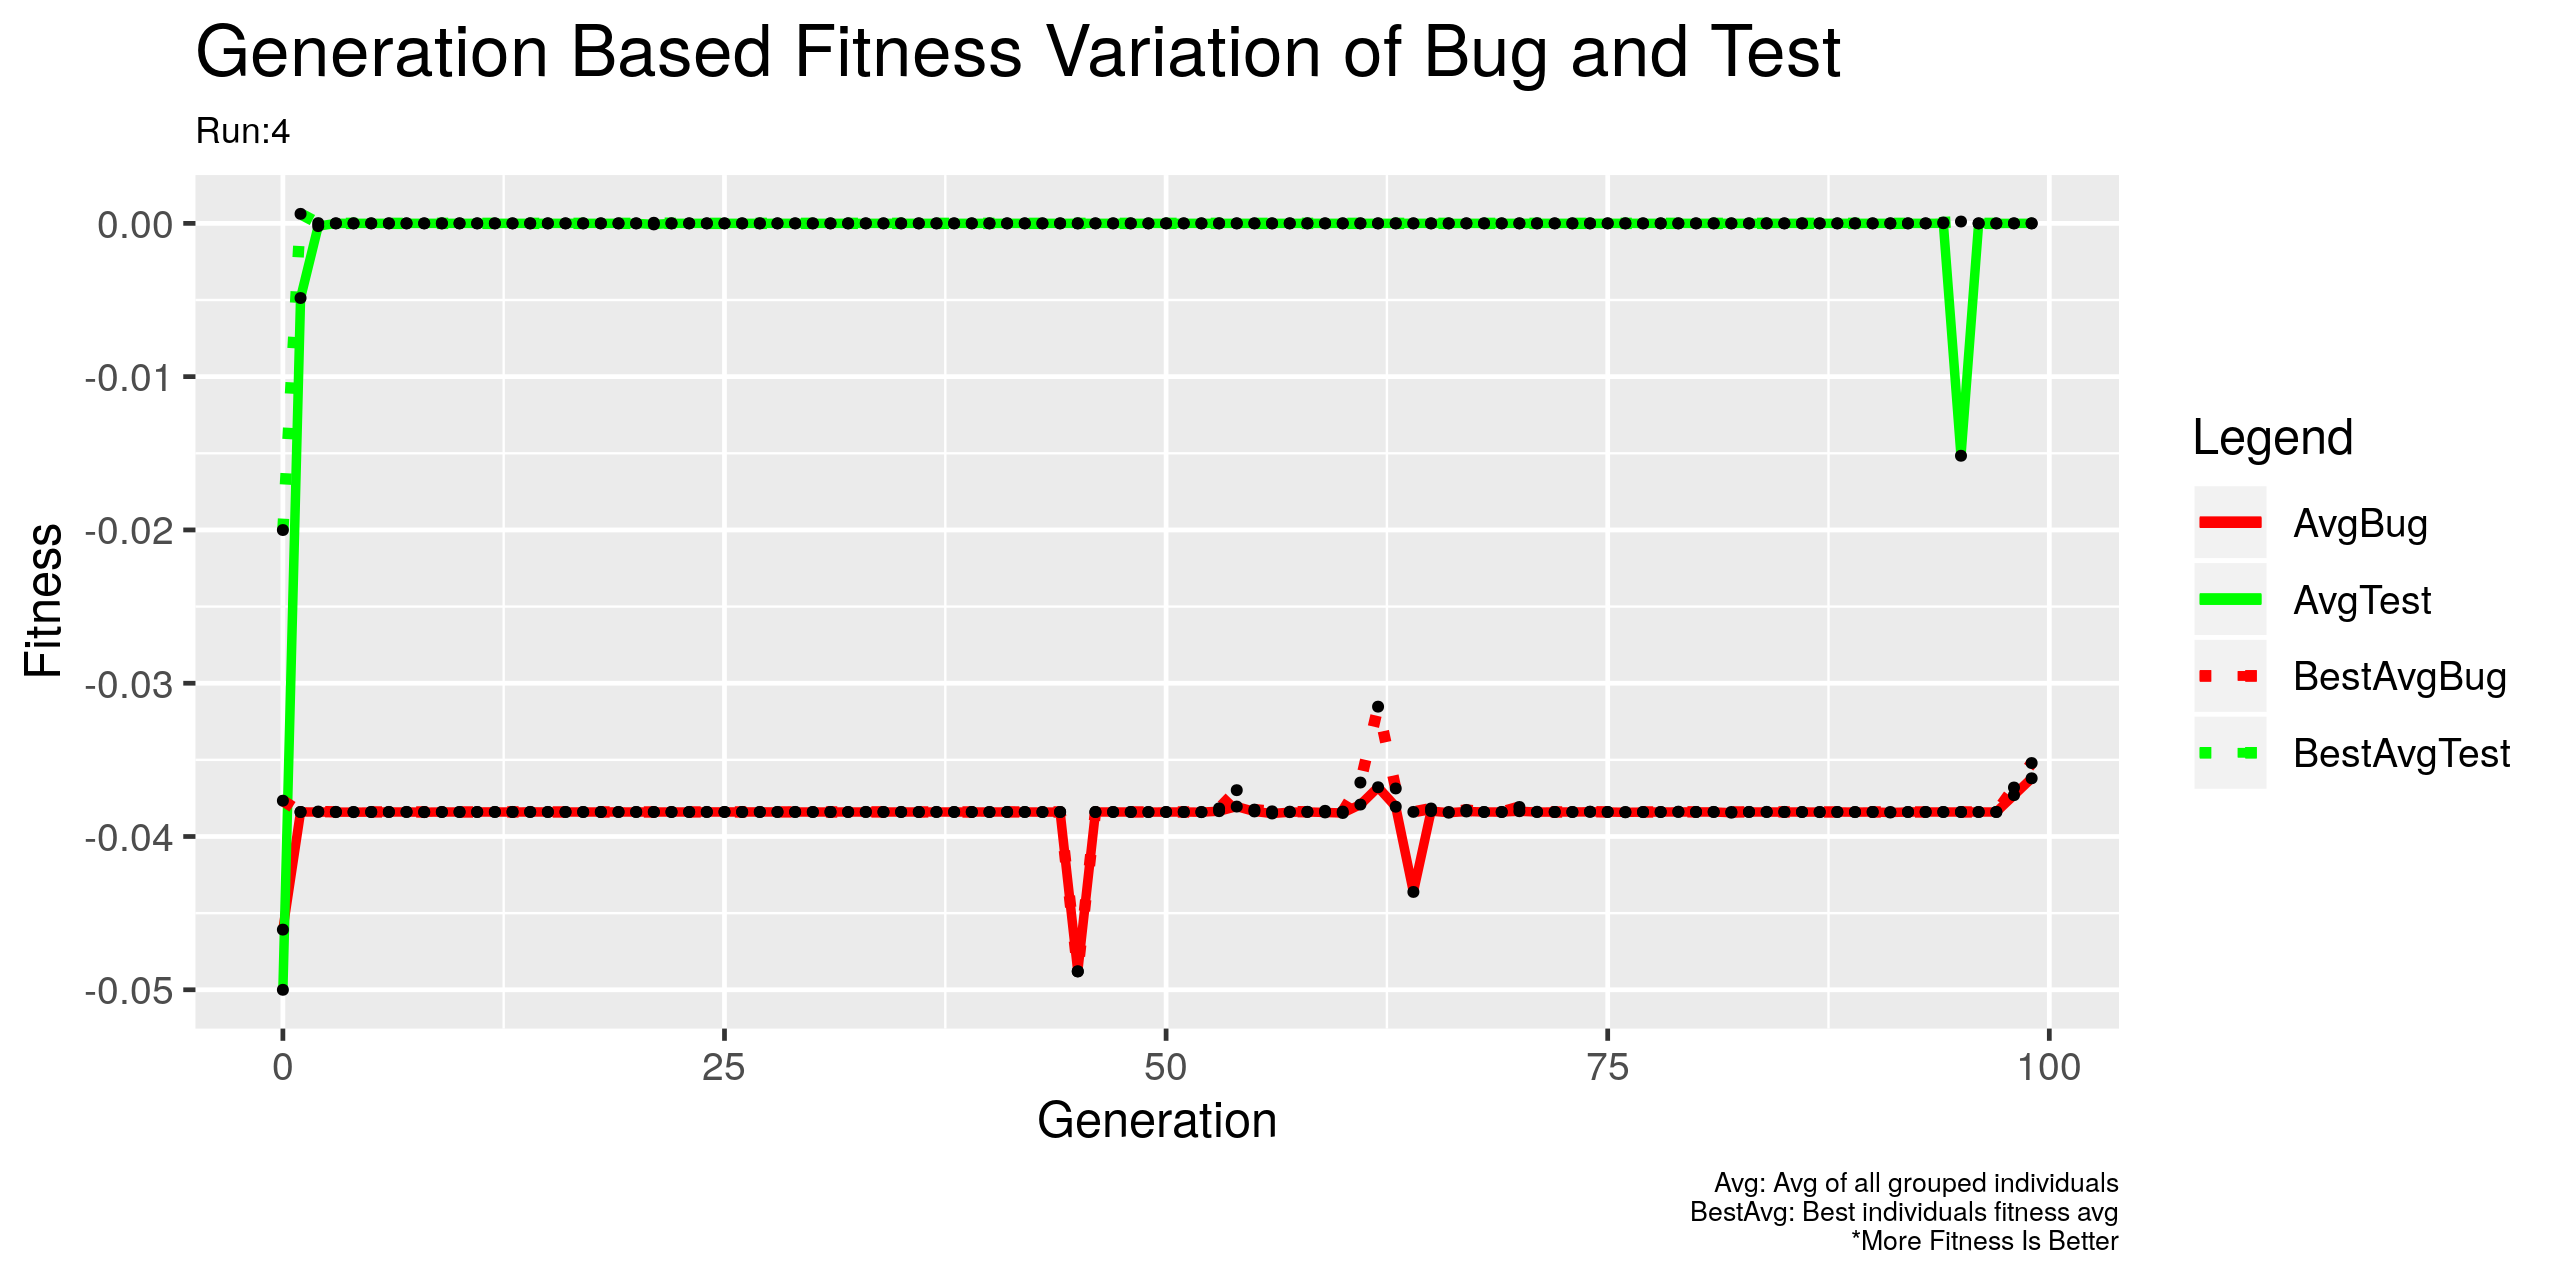 Generation Based Fitness Variation of Bug and Test
Run:4
0.00
-0.01
-0.02
-0.03
-0.04
-0.05
Fitness
0
25
50
75
100
Generation
Legend
AvgBug
AvgTest
BestAvgBug
BestAvgTest
Avg: Avg of all grouped individuals
BestAvg: Best individuals fitness avg
*More Fitness Is Better